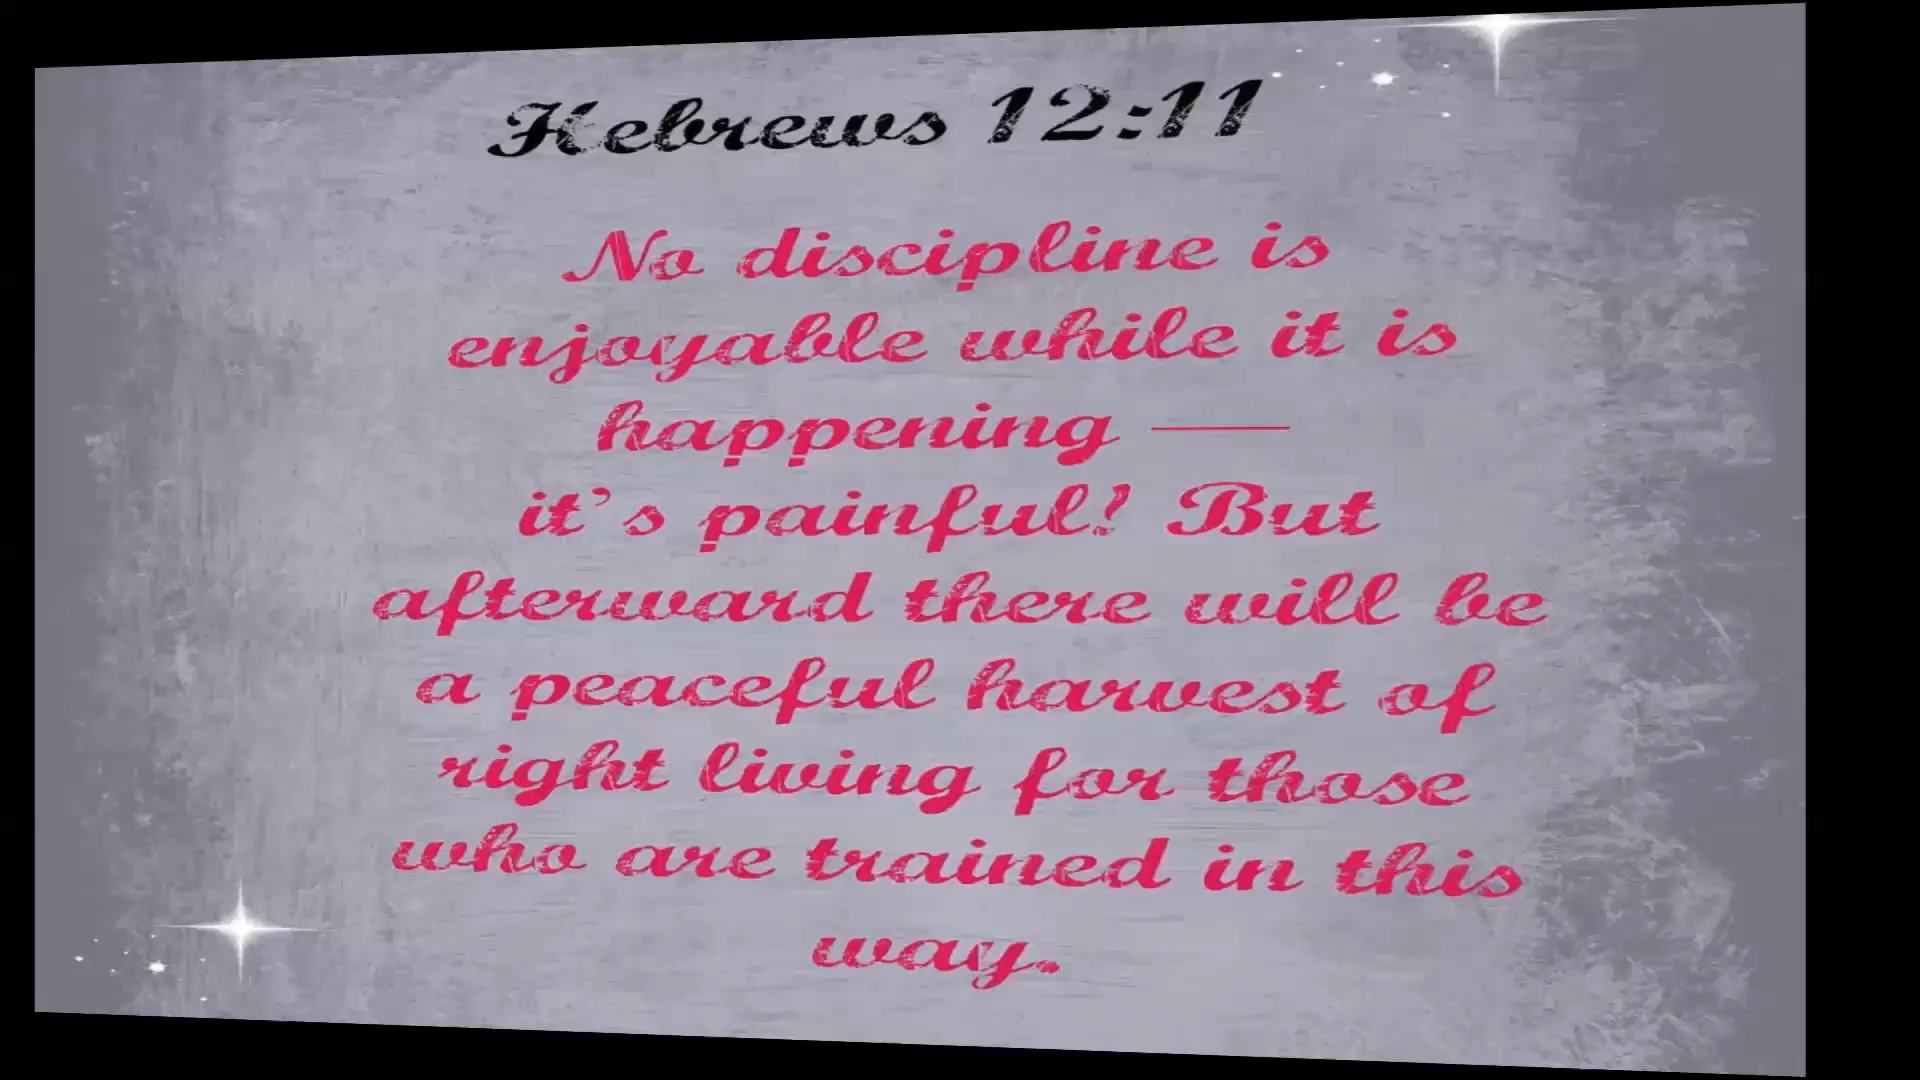 Hebrews 12:11
No discipline is
enjoyable while it is
happening —
it's painful! But
afterward there will be
a peaceful harvest of
right living for those
who are trained in this
way.